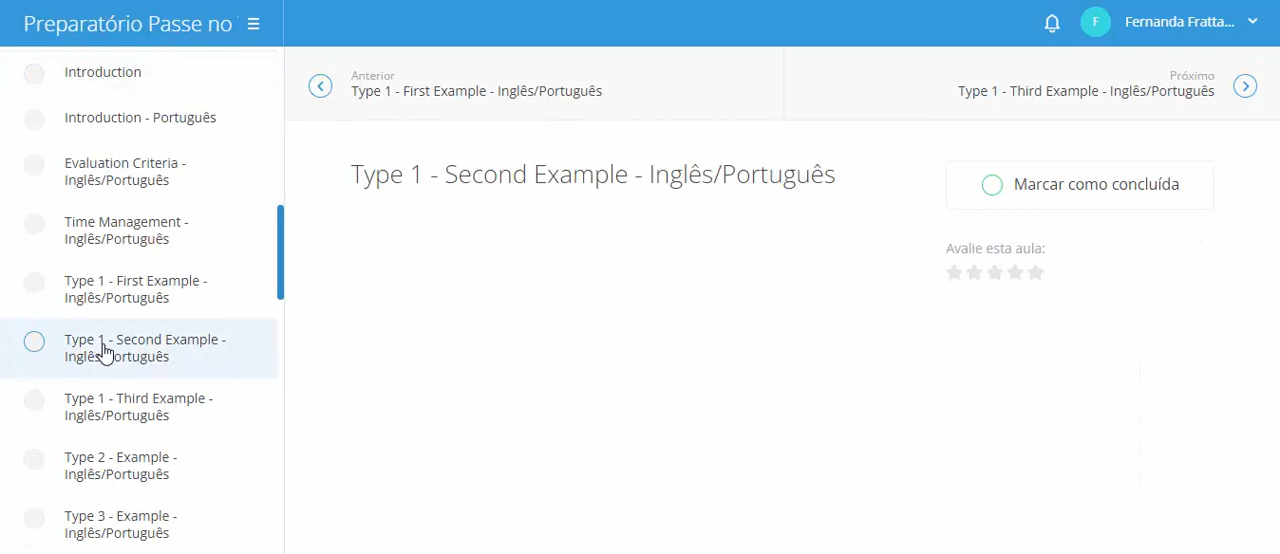 Preparatório Passe no
F
Fernanda Fratta...
Introduction
Introduction - Português
Evaluation Criteria -
Inglês/Português
Time Management -
Inglês/Português
Type 1 - First Example -
Inglês/Português
Type 1 - Second Example -
Inglês/Português
Type 1 - Third Example -
Inglês/Português
Type 2 - Example -
Inglês/Português
Type 3 - Example -
Inglês/Português
Anterior
Type 1 - First Example - Inglês/Português
Próximo
Type 1 - Third Example - Inglês/Português
Type 1 - Second Example - Inglês/Português
Marcar como concluída
Avalie esta aula: